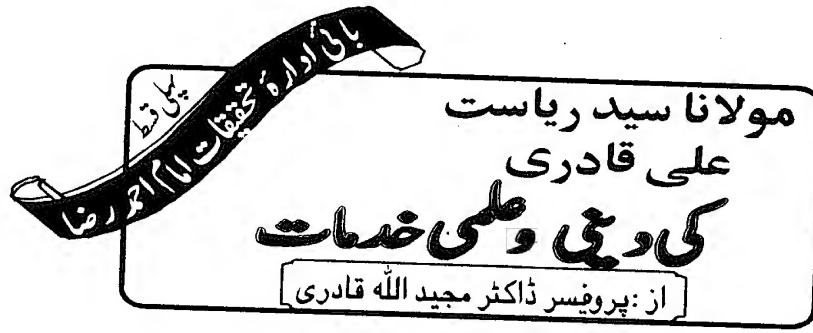 بانیٔ ادارۂ تحقیقات امام احمد رضا
پہلی قسط
مولانا سید ریاست
علی قادری
کی دینی و علمی خدمات
از: پروفیسر ڈاکٹر مجید اللہ قادری